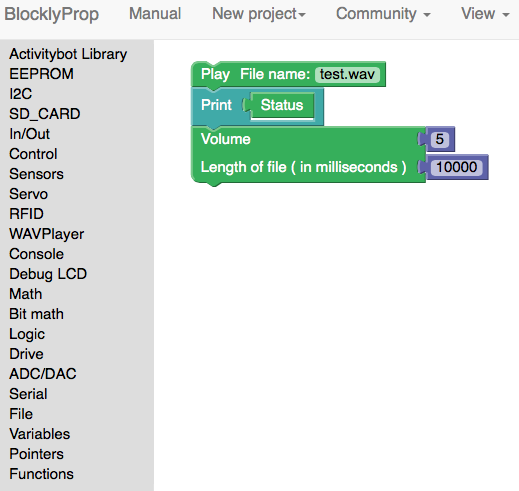 BlocklyProp Manual New project Community View
Activitybot Library
EEPROM
I2C
SD_CARD
In/Out
Control
Sensors
Servo
RFID
WAVPlayer
Console
Debug LCD
Math
Bit math
Logic
Drive
ADC/DAC
Serial
File
Variables
Pointers
Functions
Play File name: test.wav
Print Status
Volume 5
Length of file ( in milliseconds ) 10000